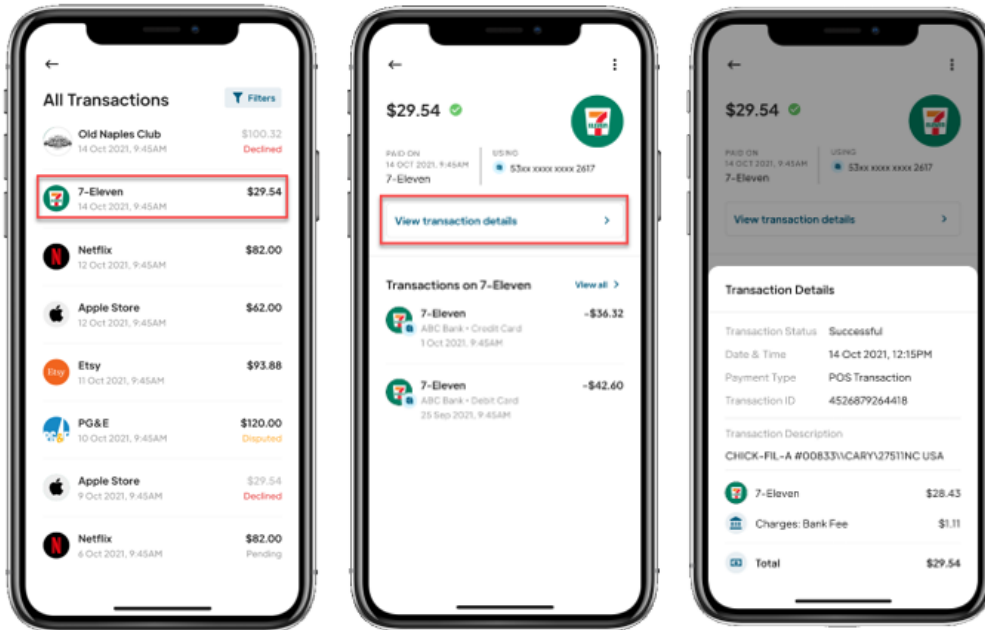 All Transactions
Filters
Old Naples Club
$100.32
14 Oct 2021, 9:45AM
Declined
7-Eleven
$29.54
14 Oct 2021, 9:45AM
Netflix
$82.00
12 Oct 2021, 9:45AM
Apple Store
$62.00
12 Oct 2021, 9:45AM
Etsy
Etsy
$93.88
11 Oct 2021, 9:45AM
PG&E
PG&E
$120.00
10 Oct 2021, 9:45AM
Disputed
Apple Store
$29.54
9 Oct 2021, 9:45AM
Declined
Netflix
$82.00
6 Oct 2021, 9:45AM
Pending
$29.54
ELEVEN
PAID ON
14 OCT 2021, 9:45AM
7-Eleven
USING
53xx xxxx xxxx 2617
View transaction details
Transactions on 7-Eleven
View all
7-Eleven
-$36.32
ABC Bank • Credit Card
1 Oct 2021, 9:45AM
7-Eleven
-$42.60
ABC Bank • Debit Card
25 Sep 2021, 9:45AM
$29.54
ELEVEN
PAID ON
14 OCT 2021, 9:45AM
7-Eleven
USING
53xx xxxx xxxx 2617
View transaction details
Transaction Details
Transaction Status Successful
Date & Time 14 Oct 2021, 12:15PM
Payment Type POS Transaction
Transaction ID 4526879264418
Transaction Description
CHICK-FIL-A #00833\\CARY\27511NC USA
7-Eleven $28.43
Charges: Bank Fee $1.11
Total $29.54